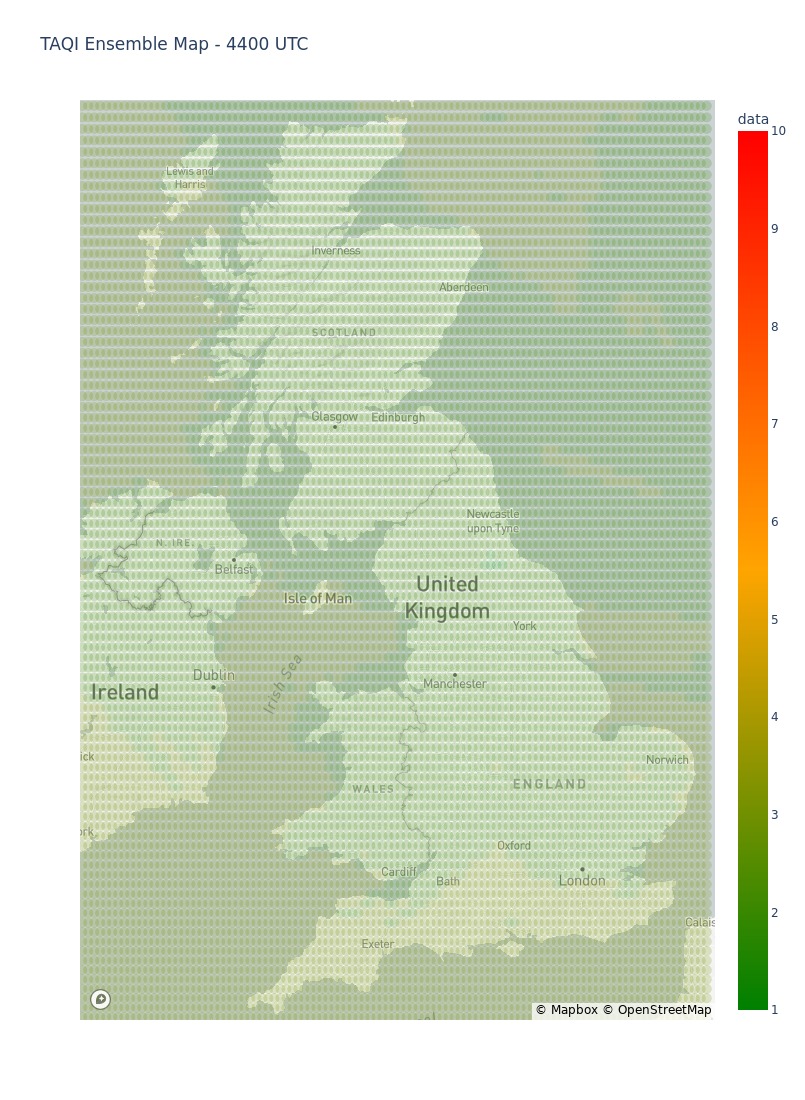 TAQI Ensemble Map - 4400 UTC
data
10
9
8
7
6
5
4
3
2
1
Lewis and
Harris
Inverness
Aberdeen
SCOTLAND
Glasgow
Edinburgh
Newcastle
upon Tyne
N. IRE.
Belfast
Isle of Man
United
Kingdom
York
Dublin
Manchester
Irish Sea
Ireland
ick
Norwich
WALES
ENGLAND
ork
Oxford
Cardiff
Bath
London
Calais
Exeter
© Mapbox © OpenStreetMap